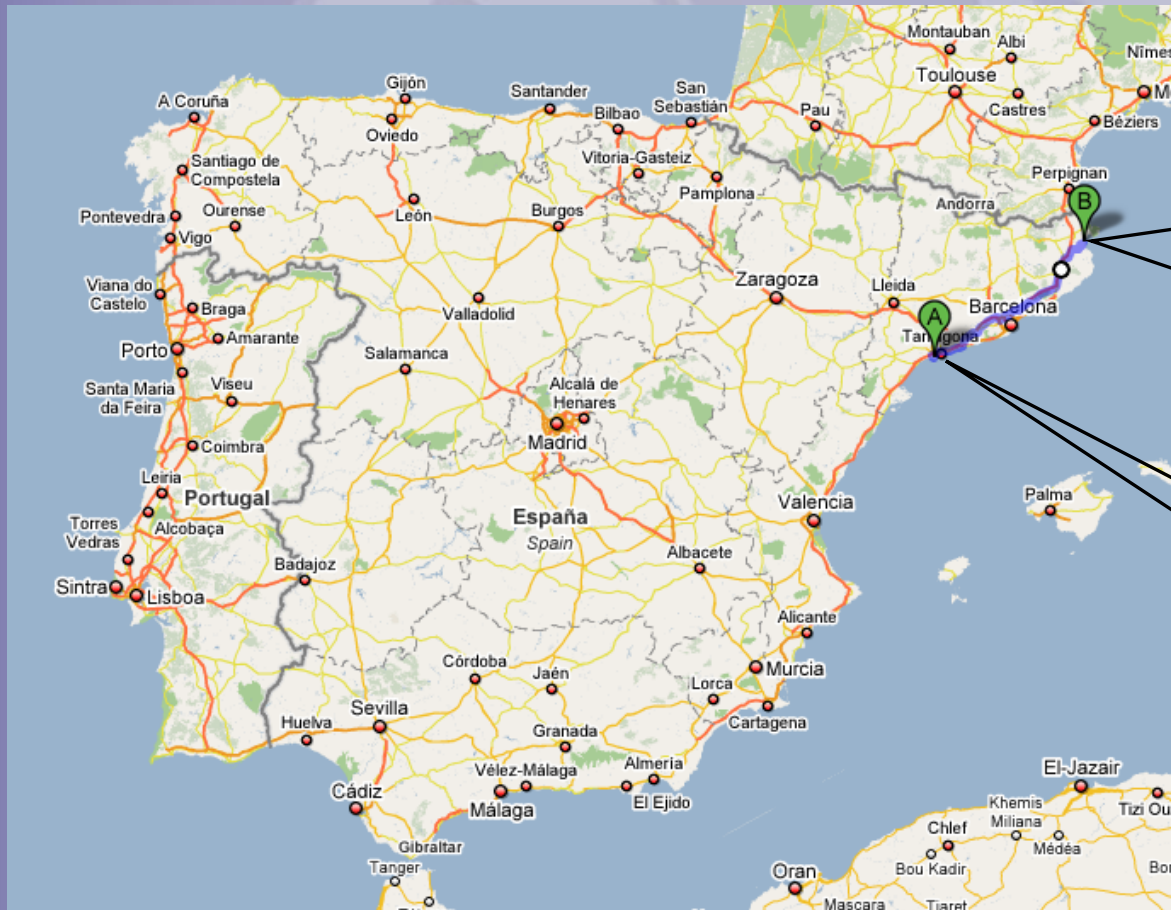 Montauban
Albi
Nîmes
Toulouse
Castres
Béziers
Pau
Perpignan
Gijón
A Coruña
Oviedo
Santander
Bilbao
San
Sebastián
Vitoria-Gasteiz
Pamplona
Andorra
B
Santiago de
Compostela
León
Burgos
Pontevedra
Ourense
Vigo
Viana do
Castelo
Braga
Amarante
Porto
Valladolid
Zaragoza
Lleida
Barcelona
A
Tarragona
Salamanca
Santa Maria
da Feira
Viseu
Alcalá de
Henares
Madrid
Coimbra
Leiria
Portugal
Alcobaça
Torres
Vedras
España
Spain
Valencia
Palma
Albacete
Badajoz
Sintra
Lisboa
Alicante
Murcia
Lorca
Cartagena
Córdoba
Jaén
Sevilla
Huelva
Granada
Vélez-Málaga
Almería
El Ejido
Cádiz
Málaga
Gibraltar
Tanger
El-Jazair
Khemis
Miliana
Tizi Ou
Chlef
Médéa
Bou Kadir
Oran
Mascara
Tiaret